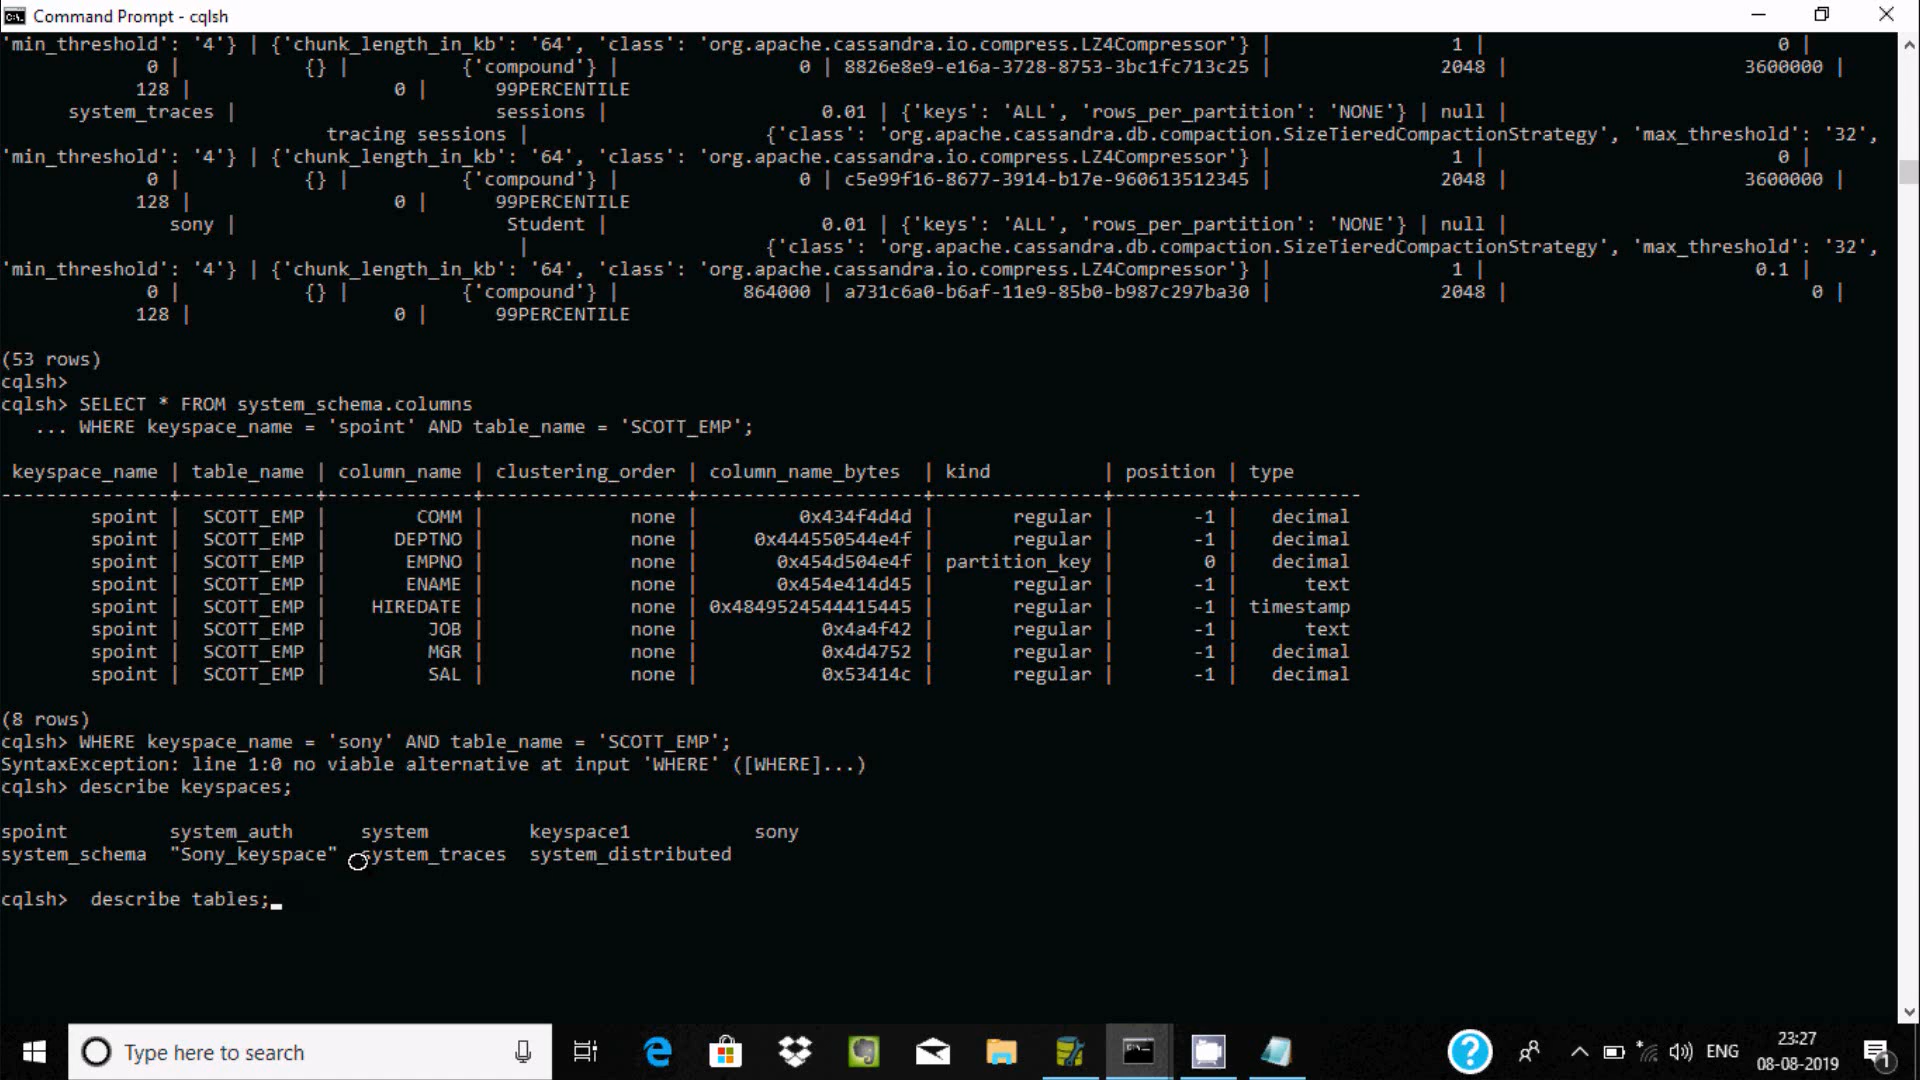 Command Prompt - cqlsh
'min_threshold': '4'} | {'chunk_length_in_kb': '64', 'class': 'org.apache.cassandra.io.compress.LZ4Compressor'} | 1 | 0 |
0 | {} | {'compound'} | 0 | 8826e8e9-e16a-3728-8753-3bc1fc713c25 | 2048 | 3600000 |
128 | 0 | 99PERCENTILE
system_traces | sessions | 0.01 | {'keys': 'ALL', 'rows_per_partition': 'NONE'} | null |
tracing sessions | {'class': 'org.apache.cassandra.db.compaction.SizeTieredCompactionStrategy', 'max_threshold': '32',
'min_threshold': '4'} | {'chunk_length_in_kb': '64', 'class': 'org.apache.cassandra.io.compress.LZ4Compressor'} | 1 | 0 |
0 | {} | {'compound'} | 0 | c5e99f16-8677-3914-b17e-960613512345 | 2048 | 3600000 |
128 | 0 | 99PERCENTILE
sony | Student | 0.01 | {'keys': 'ALL', 'rows_per_partition': 'NONE'} | null |
| {'class': 'org.apache.cassandra.db.compaction.SizeTieredCompactionStrategy', 'max_threshold': '32',
'min_threshold': '4'} | {'chunk_length_in_kb': '64', 'class': 'org.apache.cassandra.io.compress.LZ4Compressor'} | 1 | 0.1 |
0 | {} | {'compound'} | 864000 | a731c6a0-b6af-11e9-85b0-b987c297ba30 | 2048 | 0 |
128 | 0 | 99PERCENTILE
(53 rows)
cqlsh>
cqlsh> SELECT * FROM system_schema.columns
... WHERE keyspace_name = 'spoint' AND table_name = 'SCOTT_EMP';
keyspace_name | table_name | column_name | clustering_order | column_name_bytes | kind | position | type
---------------+------------+-------------+------------------+--------------------+---------------+----------+-----------
spoint | SCOTT_EMP | COMM | none | 0x434f4d4d | regular | -1 | decimal
spoint | SCOTT_EMP | DEPTNO | none | 0x444550544e4f | regular | -1 | decimal
spoint | SCOTT_EMP | EMPNO | none | 0x454d504e4f | partition_key | 0 | decimal
spoint | SCOTT_EMP | ENAME | none | 0x454e414d45 | regular | -1 | text
spoint | SCOTT_EMP | HIREDATE | none | 0x4849524544415445 | regular | -1 | timestamp
spoint | SCOTT_EMP | JOB | none | 0x4a4f42 | regular | -1 | text
spoint | SCOTT_EMP | MGR | none | 0x4d4752 | regular | -1 | decimal
spoint | SCOTT_EMP | SAL | none | 0x53414c | regular | -1 | decimal
(8 rows)
cqlsh> WHERE keyspace_name = 'sony' AND table_name = 'SCOTT_EMP';
SyntaxException: line 1:0 no viable alternative at input 'WHERE' ([WHERE]...)
cqlsh> describe keyspaces;
spoint system_auth system keyspace1 sony
system_schema "Sony_keyspace" system_traces system_distributed
cqlsh>  describe tables;
Type here to search
ENG
23:27
08-08-2019
1